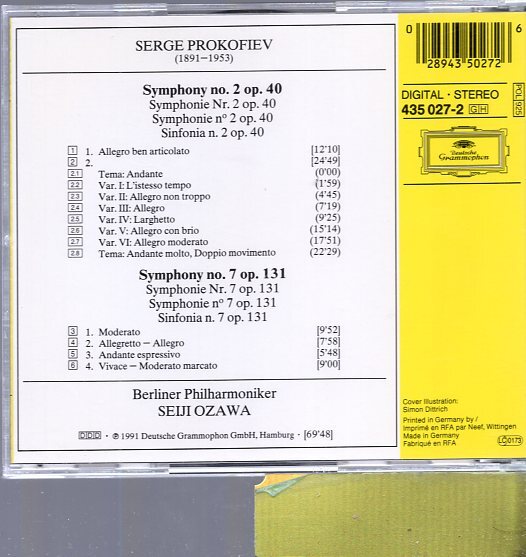 SERGE PROKOFIEV
(1891–1953)
Symphony no. 2 op. 40
Symphonie Nr. 2 op. 40
Symphonie nº 2 op. 40
Sinfonia n. 2 op. 40
1 1. Allegro ben articolato [12'10]
2 2. [24'49]
2.1 Tema: Andante (0'00)
2.2 Var. I: L'istesso tempo (1'59)
2.3 Var. II: Allegro non troppo (4'45)
2.4 Var. III: Allegro (7'19)
2.5 Var. IV: Larghetto (9'25)
2.6 Var. V: Allegro con brio (15'14)
2.7 Var. VI: Allegro moderato (17'51)
2.8 Tema: Andante molto, Doppio movimento (22'29)
Symphony no. 7 op. 131
Symphonie Nr. 7 op. 131
Symphonie nº 7 op. 131
Sinfonia n. 7 op. 131
3 1. Moderato [9'52]
4 2. Allegretto – Allegro [7'58]
5 3. Andante espressivo [5'48]
6 4. Vivace – Moderato marcato [9'00]
Berliner Philharmoniker
SEIJI OZAWA
DDD · ℗ 1991 Deutsche Grammophon GmbH, Hamburg · [69'48]
0 28943 50272 6
DIGITAL · STEREO
435 027-2 GH
POL 925
Deutsche
Grammophon
Cover Illustration:
Simon Dittrich
Printed in Germany by /
Imprimé en RFA par Neef, Wittingen
Made in Germany
Fabriqué en RFA
LC 0173